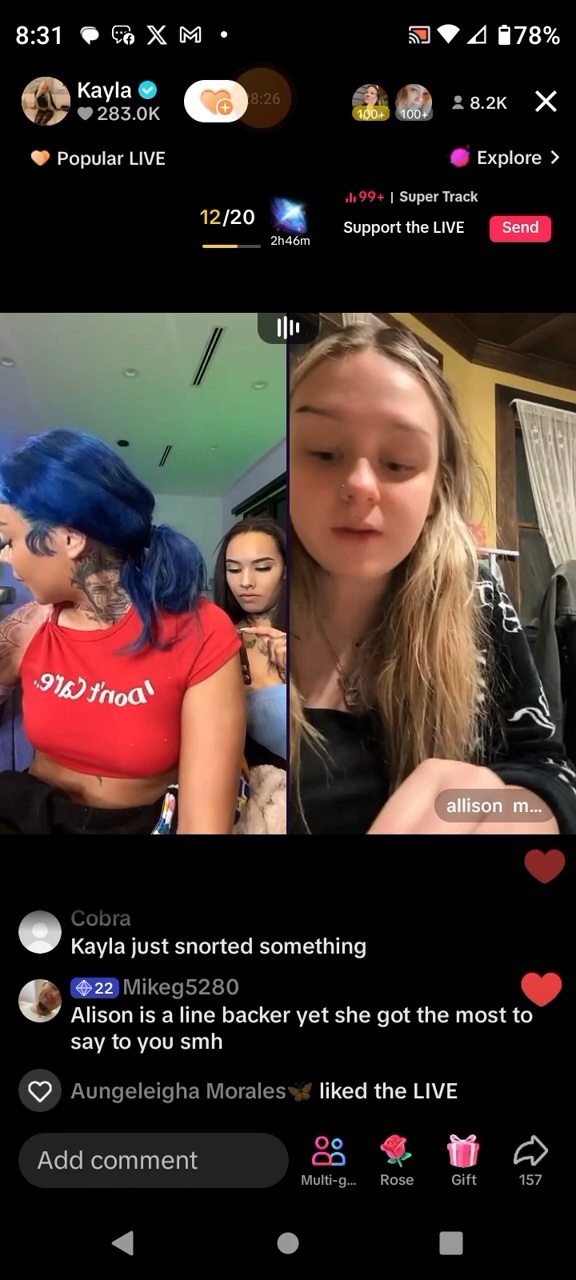 8:31 78%
Kayla
283.0K
18:26
100+ 100+ 8.2K
Popular LIVE
Explore >
99+ | Super Track
12/20
Support the LIVE
Send
2h46m
I Don't Care..
allison m...
Cobra
Kayla just snorted something
22 Mikeg5280
Alison is a line backer yet she got the most to
say to you smh
Aungeleigha Morales🦋 liked the LIVE
Add comment
Multi-g... Rose Gift 157